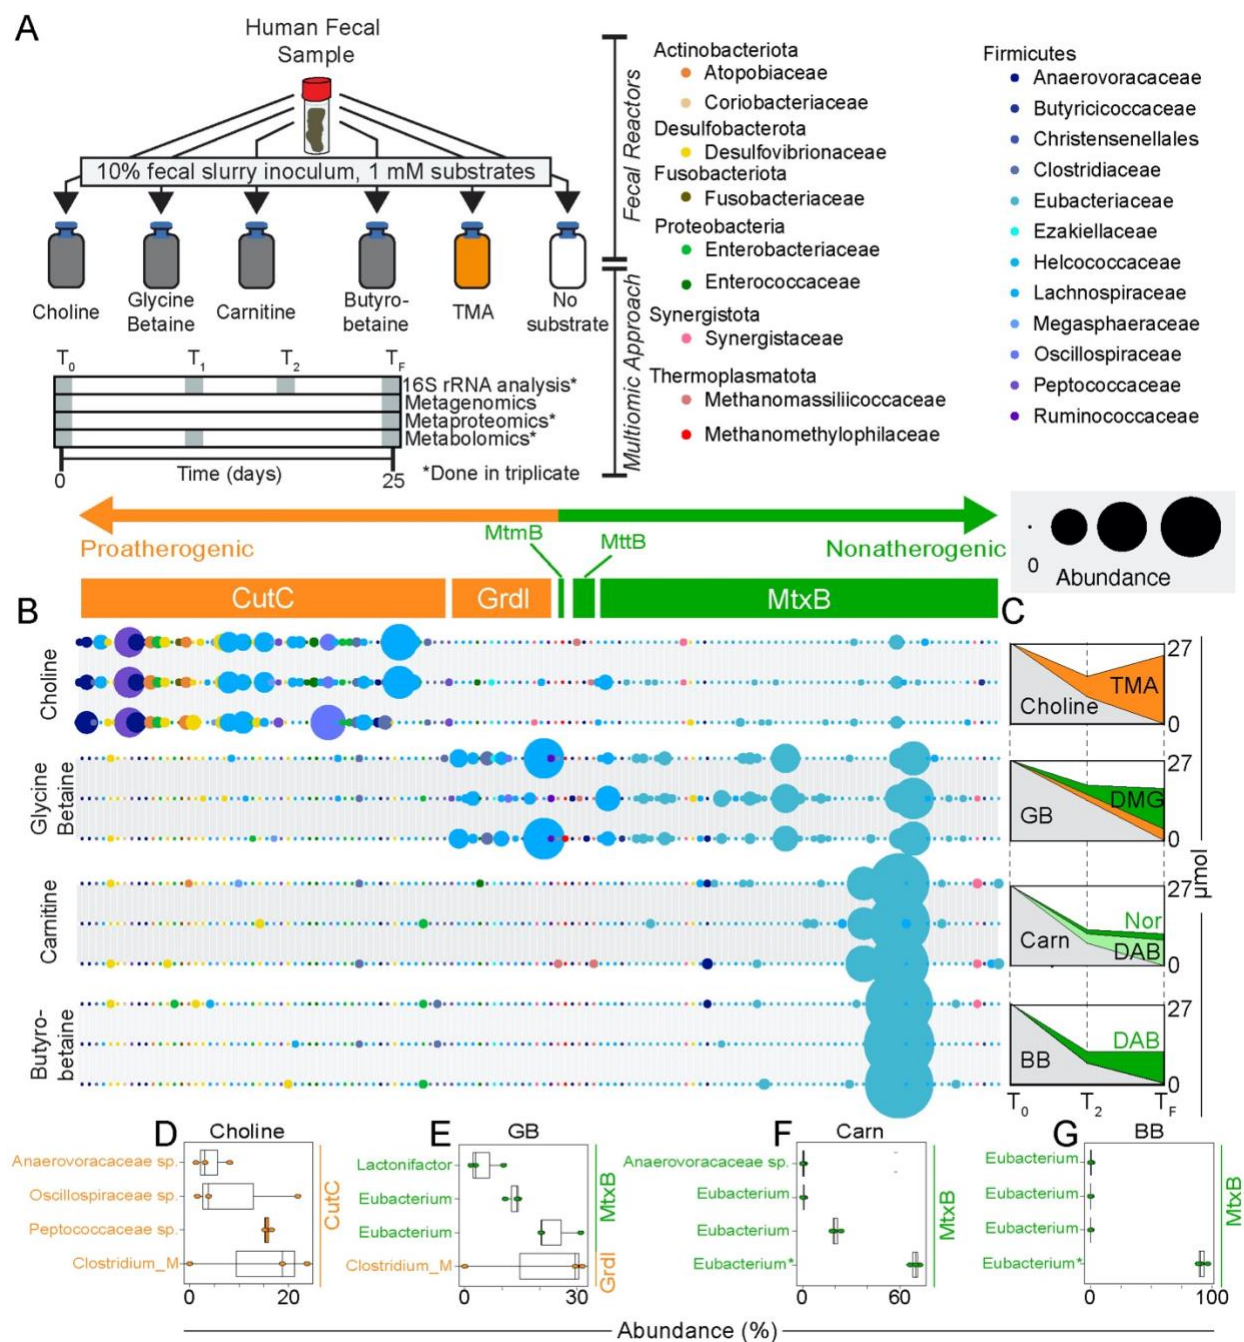 A
Human Fecal
Sample
10% fecal slurry inoculum, 1 mM substrates
Choline
Glycine
Betaine
Carnitine
Butyro-
betaine
TMA
No
substrate
T0
T1
T2
TF
16S rRNA analysis*
Metagenomics
Metaproteomics*
Metabolomics*
Time (days)
0
25
*Done in triplicate
Fecal Reactors
Multiomic Approach
Actinobacteriota
Atopobiaceae
Coriobacteriaceae
Desulfobacterota
Desulfovibrionaceae
Fusobacteriota
Fusobacteriaceae
Proteobacteria
Enterobacteriaceae
Enterococcaceae
Synergistota
Synergistaceae
Thermoplasmatota
Methanomassiliicoccaceae
Methanomethylophilaceae
Firmicutes
Anaerovoracaceae
Butyricicoccaceae
Christensenellales
Clostridiaceae
Eubacteriaceae
Ezakiellaceae
Helcococcaceae
Lachnospiraceae
Megasphaeraceae
Oscillospiraceae
Peptococcaceae
Ruminococcaceae
Proatherogenic
MtmB
MttB
Nonatherogenic
0
Abundance
CutC
GrdI
MtxB
B
Choline
Glycine
Betaine
Carnitine
Butyro-
betaine
C
27
TMA
Choline
0
27
DMG
GB
0
27
Nor
Carn
DAB
0
27
DAB
BB
0
T0
T2
TF
µmol
D
Choline
Anaerovoracaceae sp.
Oscillospiraceae sp.
Peptococcaceae sp.
Clostridium_M
0
20
CutC
E
GB
Lactonifactor
Eubacterium
Eubacterium
Clostridium_M
0
30
MtxB
GrdI
F
Carn
Anaerovoracaceae sp.
Eubacterium
Eubacterium
Eubacterium*
0
60
MtxB
G
BB
Eubacterium
Eubacterium
Eubacterium
Eubacterium*
0
100
MtxB
Abundance (%)